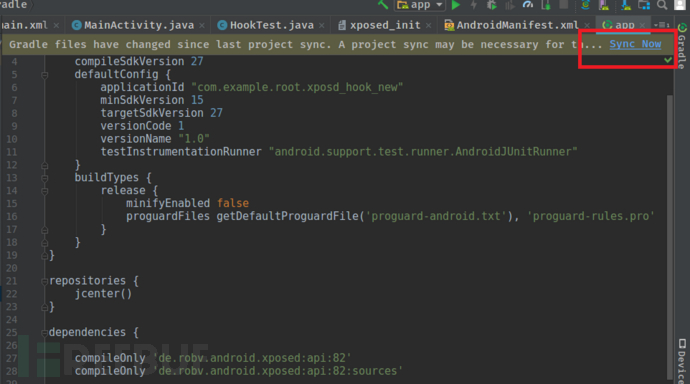 radle
app
nain.xml
MainActivity.java
HookTest.java
xposed_init
AndroidManifest.xml
app
Gradle files have changed since last project sync. A project sync may be necessary for th... Sync Now
Gradle
4 compileSdkVersion 27
5 defaultConfig {
6 applicationId "com.example.root.xposd_hook_new"
7 minSdkVersion 15
8 targetSdkVersion 27
9 versionCode 1
10 versionName "1.0"
11 testInstrumentationRunner "android.support.test.runner.AndroidJUnitRunner"
12 }
13 buildTypes {
14 release {
15 minifyEnabled false
16 proguardFiles getDefaultProguardFile('proguard-android.txt'), 'proguard-rules.pro'
17 }
18 }
19 }
20
21 repositories {
22 jcenter()
23 }
24
25 dependencies {
26
27 compileOnly 'de.robv.android.xposed:api:82'
28 compileOnly 'de.robv.android.xposed:api:82:sources'
29
REEBUF
Device